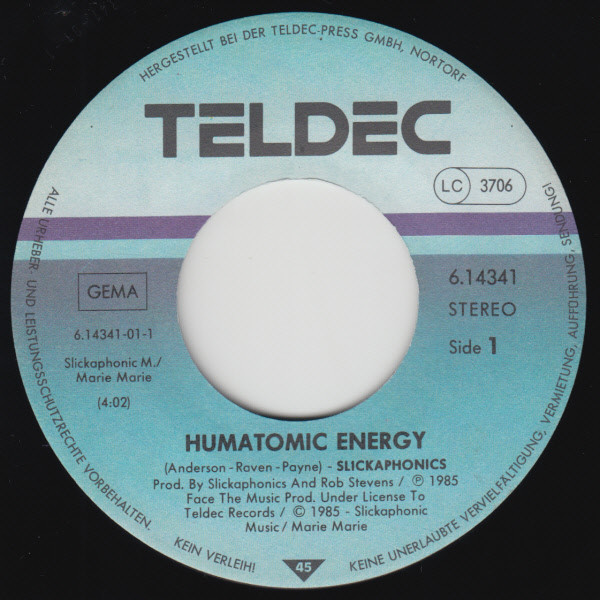 HERGESTELLT BEI DER TELDEC-PRESS GMBH, NORTORF
TELDEC
LC 3706
GEMA
6.14341-01-1
Slickaphonic M./
Marie Marie
(4:02)
6.14341
STEREO
Side 1
HUMATOMIC ENERGY
(Anderson - Raven - Payne) - SLICKAPHONICS
Prod. By Slickaphonics And Rob Stevens / ℗ 1985
Face The Music Prod. Under License To
Teldec Records / © 1985 - Slickaphonic
Music / Marie Marie
45
ALLE URHEBER- UND LEISTUNGSSCHUTZRECHTE VORBEHALTEN.
KEIN VERLEIH!
KEINE UNERLAUBTE VERVIELFÄLTIGUNG, VERMIETUNG, AUFFÜHRUNG, SENDUNG!